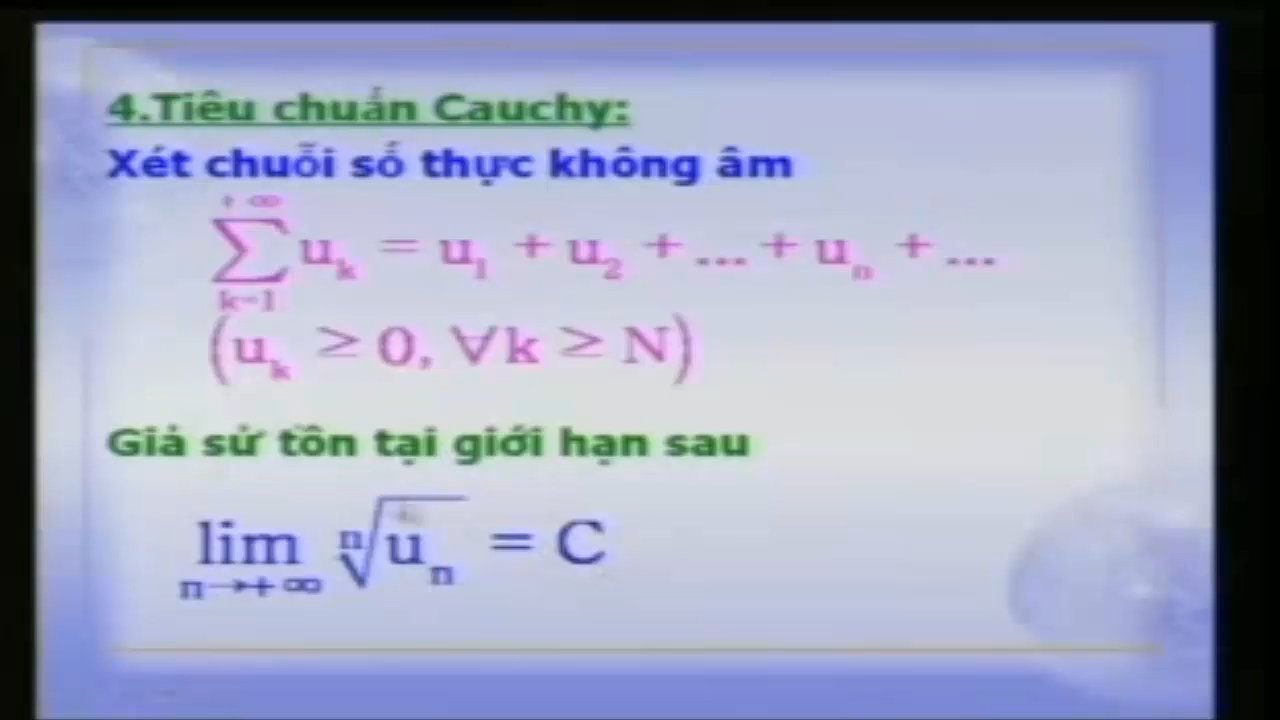 4.Tiêu chuẩn Cauchy:
Xét chuỗi số thực không âm
+∞
∑ u_k = u_1 + u_2 + ... + u_n + ...
k=1
(u_k ≥ 0, ∀k ≥ N)
Giả sử tồn tại giới hạn sau
lim ⁿ√u_n = C
n→+∞